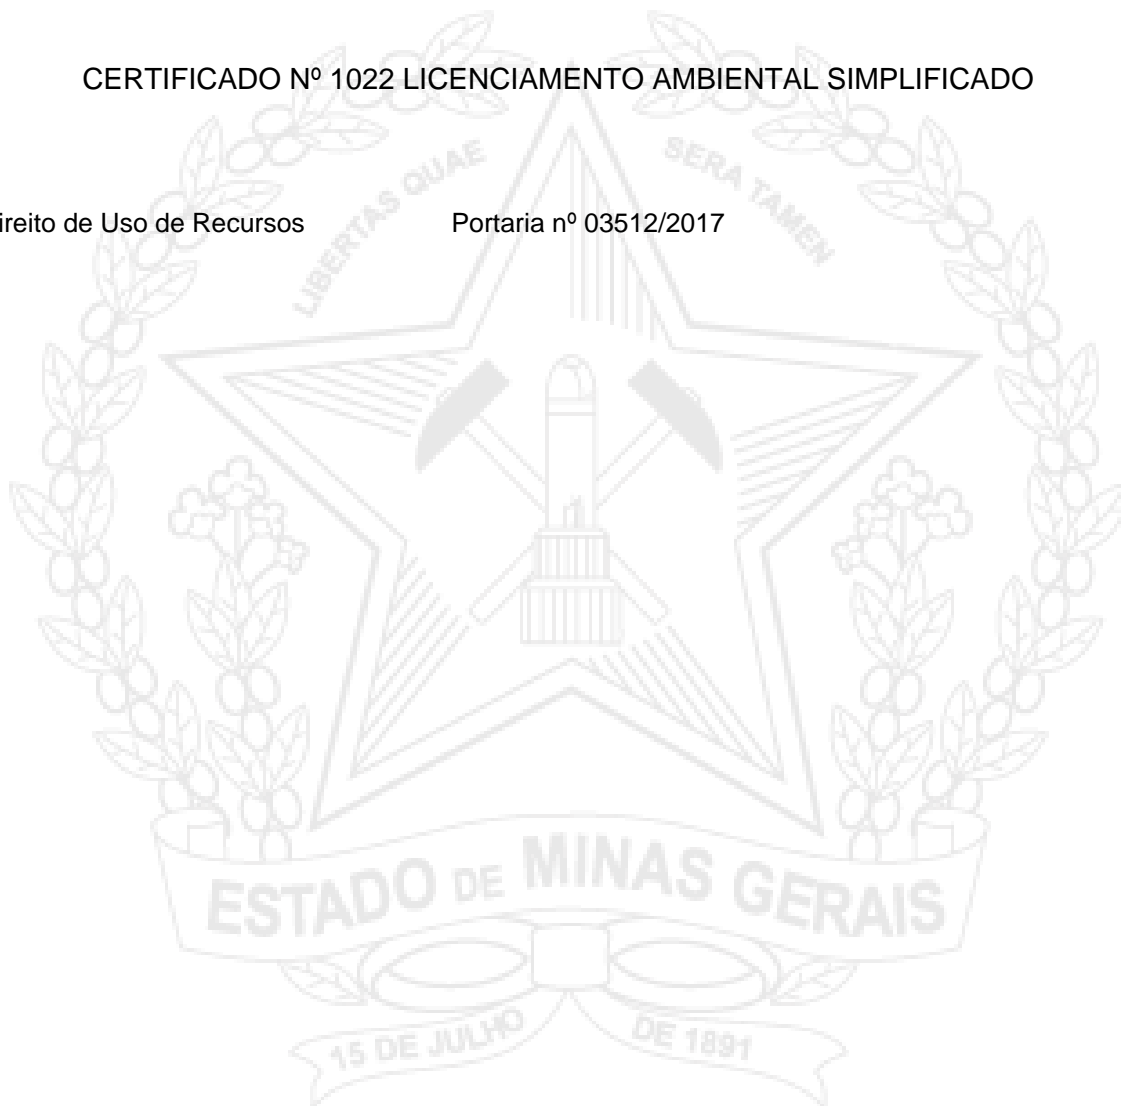 CERTIFICADO Nº 1022 LICENCIAMENTO AMBIENTAL SIMPLIFICADO
LIBERTAS QUAE SERA TAMEN
ireito de Uso de Recursos Portaria nº 03512/2017
ESTADO DE MINAS GERAIS
15 DE JULHO DE 1891